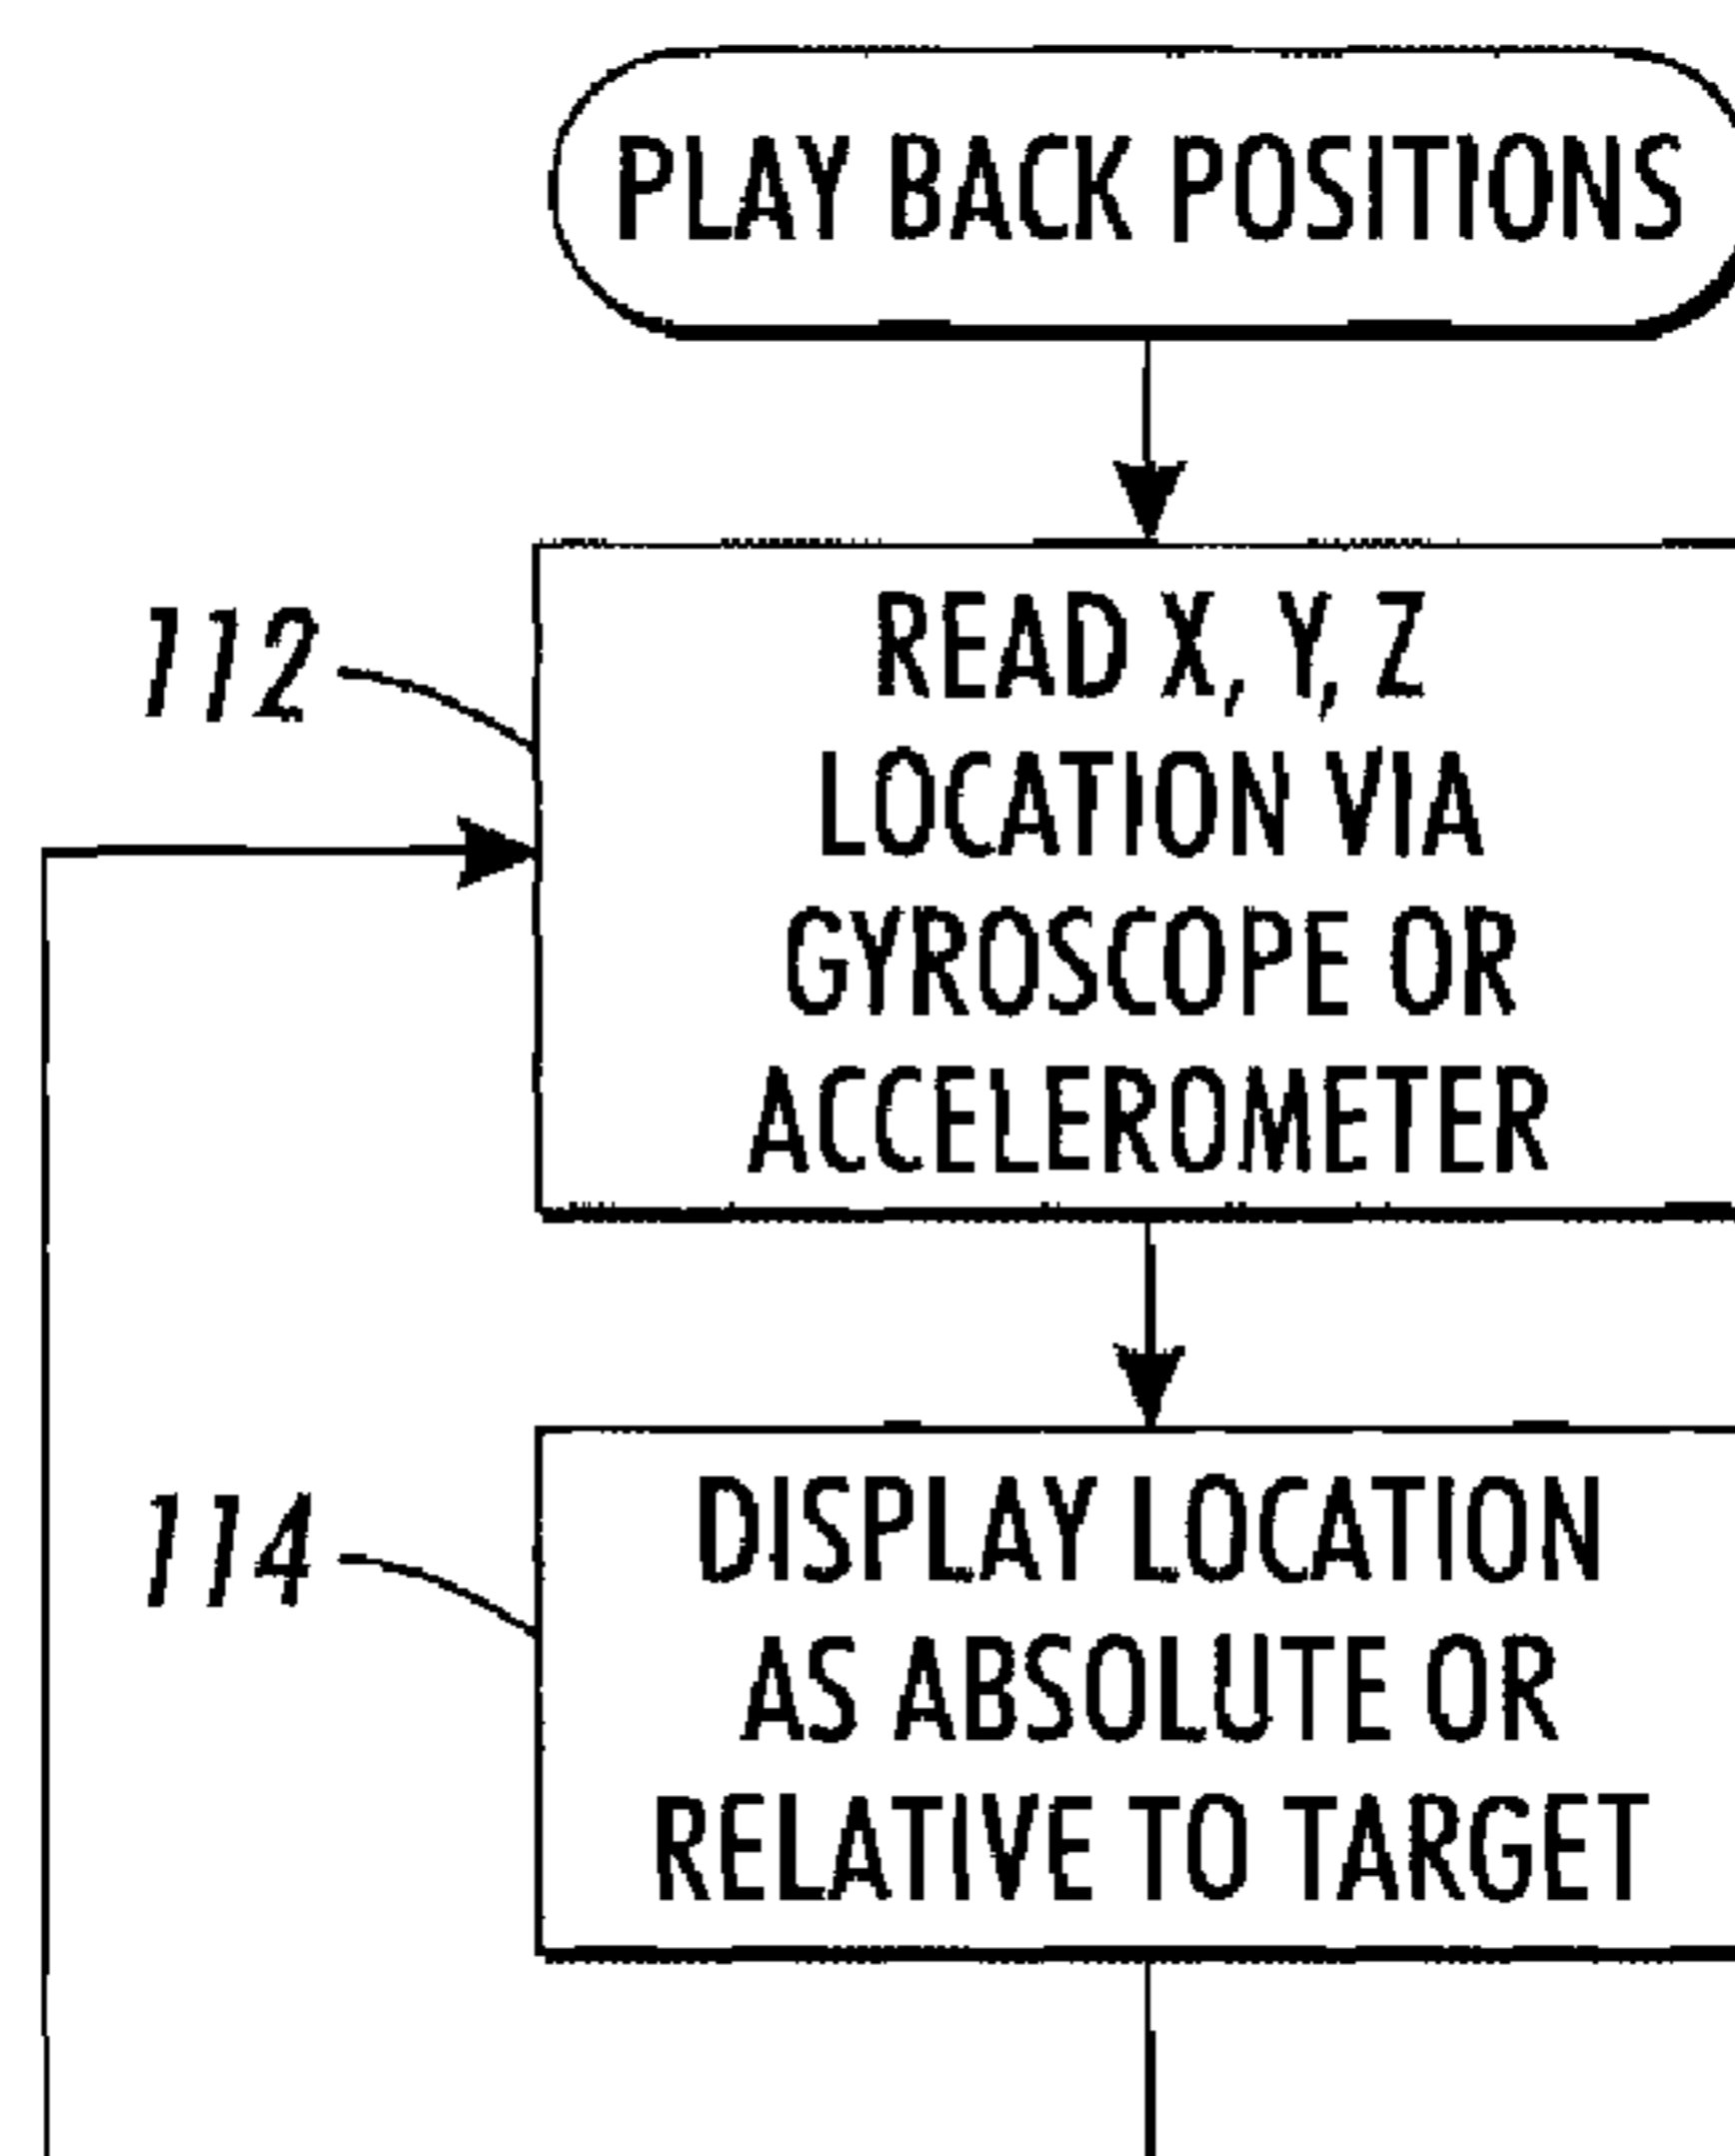 PLAY BACK POSITIONS
112
READ X, Y, Z
LOCATION VIA
GYROSCOPE OR
ACCELEROMETER
114
DISPLAY LOCATION
AS ABSOLUTE OR
RELATIVE TO TARGET